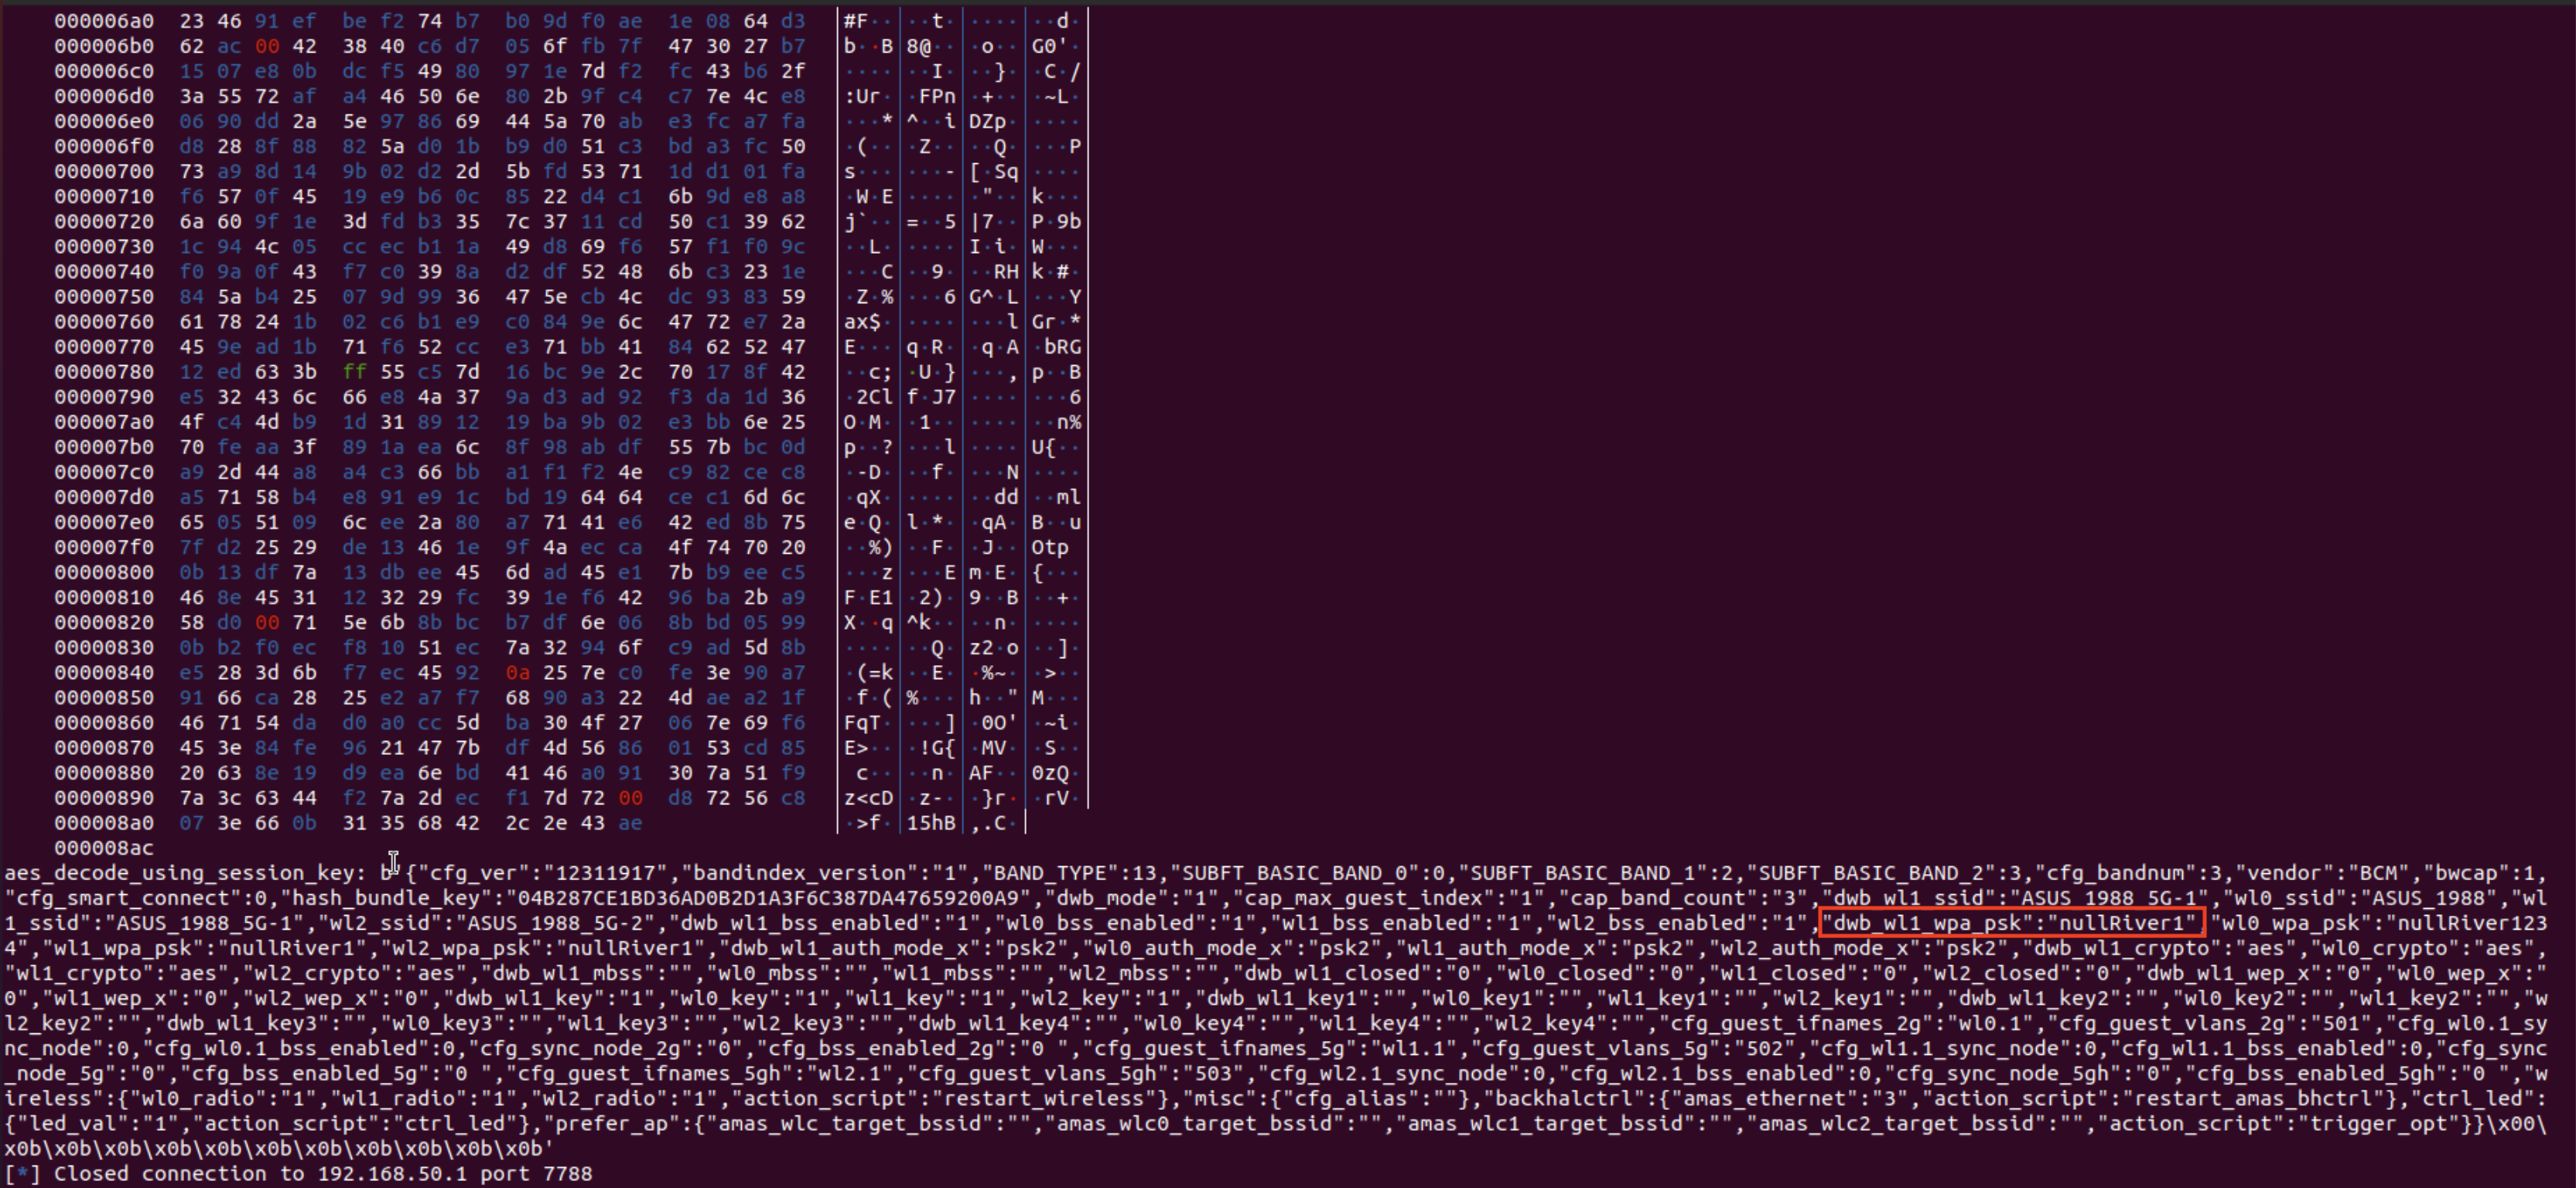 000006a0  23 46 91 ef  be f2 74 b7  b0 9d f0 ae  1e 08 64 d3  |#F··|··t·|····|··d·|
000006b0  62 ac 00 42  38 40 c6 d7  05 6f fb 7f  47 30 27 b7  |b··B|8@··|·o··|G0'·|
000006c0  15 07 e8 0b  dc f5 49 80  97 1e 7d f2  fc 43 b6 2f  |····|··I·|··}·|·C·/|
000006d0  3a 55 72 af  a4 46 50 6e  80 2b 9f c4  c7 7e 4c e8  |:Ur·|·FPn|·+··|·~L·|
000006e0  06 90 dd 2a  5e 97 86 69  44 5a 70 ab  e3 fc a7 fa  |···*|^··i|DZp·|····|
000006f0  d8 28 8f 88  82 5a d0 1b  b9 d0 51 c3  bd a3 fc 50  |·(··|·Z··|··Q·|···P|
00000700  73 a9 8d 14  9b 02 d2 2d  5b fd 53 71  1d d1 01 fa  |s···|···-|[·Sq|····|
00000710  f6 57 0f 45  19 e9 b6 0c  85 22 d4 c1  6b 9d e8 a8  |·W·E|····|·"··|k···|
00000720  6a 60 9f 1e  3d fd b3 35  7c 37 11 cd  50 c1 39 62  |j`··|=··5||7··|P·9b|
00000730  1c 94 4c 05  cc ec b1 1a  49 d8 69 f6  57 f1 f0 9c  |··L·|····|I·i·|W···|
00000740  f0 9a 0f 43  f7 c0 39 8a  d2 df 52 48  6b c3 23 1e  |···C|··9·|··RH|k·#·|
00000750  84 5a b4 25  07 9d 99 36  47 5e cb 4c  dc 93 83 59  |·Z·%|···6|G^·L|···Y|
00000760  61 78 24 1b  02 c6 b1 e9  c0 84 9e 6c  47 72 e7 2a  |ax$·|····|···l|Gr·*|
00000770  45 9e ad 1b  71 f6 52 cc  e3 71 bb 41  84 62 52 47  |E···|q·R·|·q·A|·bRG|
00000780  12 ed 63 3b  ff 55 c5 7d  16 bc 9e 2c  70 17 8f 42  |··c;|·U·}|···,|p··B|
00000790  e5 32 43 6c  66 e8 4a 37  9a d3 ad 92  f3 da 1d 36  |·2Cl|f·J7|····|···6|
000007a0  4f c4 4d b9  1d 31 89 12  19 ba 9b 02  e3 bb 6e 25  |O·M·|·1··|····|··n%|
000007b0  70 fe aa 3f  89 1a ea 6c  8f 98 ab df  55 7b bc 0d  |p··?|···l|····|U{··|
000007c0  a9 2d 44 a8  a4 c3 66 bb  a1 f1 f2 4e  c9 82 ce c8  |·-D·|··f·|···N|····|
000007d0  a5 71 58 b4  e8 91 e9 1c  bd 19 64 64  ce c1 6d 6c  |·qX·|····|··dd|··ml|
000007e0  65 05 51 09  6c ee 2a 80  a7 71 41 e6  42 ed 8b 75  |e·Q·|l·*·|·qA·|B··u|
000007f0  7f d2 25 29  de 13 46 1e  9f 4a ec ca  4f 74 70 20  |··%)|··F·|·J··|Otp |
00000800  0b 13 df 7a  13 db ee 45  6d ad 45 e1  7b b9 ee c5  |···z|···E|m·E·|{···|
00000810  46 8e 45 31  12 32 29 fc  39 1e f6 42  96 ba 2b a9  |F·E1|·2)·|9··B|··+·|
00000820  58 d0 00 71  5e 6b 8b bc  b7 df 6e 06  8b bd 05 99  |X··q|^k··|··n·|····|
00000830  0b b2 f0 ec  f8 10 51 ec  7a 32 94 6f  c9 ad 5d 8b  |····|··Q·|z2·o|··]·|
00000840  e5 28 3d 6b  f7 ec 45 92  0a 25 7e c0  fe 3e 90 a7  |·(=k|··E·|·%~·|·>··|
00000850  91 66 ca 28  25 e2 a7 f7  68 90 a3 22  4d ae a2 1f  |·f·(|%···|h··"|M···|
00000860  46 71 54 da  d0 a0 cc 5d  ba 30 4f 27  06 7e 69 f6  |FqT·|···]|·0O'|·~i·|
00000870  45 3e 84 fe  96 21 47 7b  df 4d 56 86  01 53 cd 85  |E>··|·!G{|·MV·|·S··|
00000880  20 63 8e 19  d9 ea 6e bd  41 46 a0 91  30 7a 51 f9  | c··|··n·|AF··|0zQ·|
00000890  7a 3c 63 44  f2 7a 2d ec  f1 7d 72 00  d8 72 56 c8  |z<cD|·z-·|·}r·|·rV·|
000008a0  07 3e 66 0b  31 35 68 42  2c 2e 43 ae  |·>f·|15hB|,.C·|
000008ac
aes_decode_using_session_key: b'{"cfg_ver":"12311917","bandindex_version":"1","BAND_TYPE":13,"SUBFT_BASIC_BAND_0":0,"SUBFT_BASIC_BAND_1":2,"SUBFT_BASIC_BAND_2":3,"cfg_bandnum":3,"vendor":"BCM","bwcap":1,
"cfg_smart_connect":0,"hash_bundle_key":"04B287CE1BD36AD0B2D1A3F6C387DA47659200A9","dwb_mode":"1","cap_max_guest_index":"1","cap_band_count":"3","dwb_wl1_ssid":"ASUS_1988_5G-1","wl0_ssid":"ASUS_1988","wl
1_ssid":"ASUS_1988_5G-1","wl2_ssid":"ASUS_1988_5G-2","dwb_wl1_bss_enabled":"1","wl0_bss_enabled":"1","wl1_bss_enabled":"1","wl2_bss_enabled":"1","dwb_wl1_wpa_psk":"nullRiver1","wl0_wpa_psk":"nullRiver123
4","wl1_wpa_psk":"nullRiver1","wl2_wpa_psk":"nullRiver1","dwb_wl1_auth_mode_x":"psk2","wl0_auth_mode_x":"psk2","wl1_auth_mode_x":"psk2","wl2_auth_mode_x":"psk2","dwb_wl1_crypto":"aes","wl0_crypto":"aes",
"wl1_crypto":"aes","wl2_crypto":"aes","dwb_wl1_mbss":"","wl0_mbss":"","wl1_mbss":"","wl2_mbss":"","dwb_wl1_closed":"0","wl0_closed":"0","wl1_closed":"0","wl2_closed":"0","dwb_wl1_wep_x":"0","wl0_wep_x":"
0","wl1_wep_x":"0","wl2_wep_x":"0","dwb_wl1_key":"1","wl0_key":"1","wl1_key":"1","wl2_key":"1","dwb_wl1_key1":"","wl0_key1":"","wl1_key1":"","wl2_key1":"","dwb_wl1_key2":"","wl0_key2":"","wl1_key2":"","w
l2_key2":"","dwb_wl1_key3":"","wl0_key3":"","wl1_key3":"","wl2_key3":"","dwb_wl1_key4":"","wl0_key4":"","wl1_key4":"","wl2_key4":"","cfg_guest_ifnames_2g":"wl0.1","cfg_guest_vlans_2g":"501","cfg_wl0.1_sy
nc_node":0,"cfg_wl0.1_bss_enabled":0,"cfg_sync_node_2g":"0","cfg_bss_enabled_2g":"0 ","cfg_guest_ifnames_5g":"wl1.1","cfg_guest_vlans_5g":"502","cfg_wl1.1_sync_node":0,"cfg_wl1.1_bss_enabled":0,"cfg_sync
_node_5g":"0","cfg_bss_enabled_5g":"0 ","cfg_guest_ifnames_5gh":"wl2.1","cfg_guest_vlans_5gh":"503","cfg_wl2.1_sync_node":0,"cfg_wl2.1_bss_enabled":0,"cfg_sync_node_5gh":"0","cfg_bss_enabled_5gh":"0 ","w
ireless":{"wl0_radio":"1","wl1_radio":"1","wl2_radio":"1","action_script":"restart_wireless"},"misc":{"cfg_alias":""},"backhalctrl":{"amas_ethernet":"3","action_script":"restart_amas_bhctrl"},"ctrl_led":
{"led_val":"1","action_script":"ctrl_led"},"prefer_ap":{"amas_wlc_target_bssid":"","amas_wlc0_target_bssid":"","amas_wlc1_target_bssid":"","amas_wlc2_target_bssid":"","action_script":"trigger_opt"}}\x00\
x0b\x0b\x0b\x0b\x0b\x0b\x0b\x0b\x0b\x0b\x0b'
[*] Closed connection to 192.168.50.1 port 7788